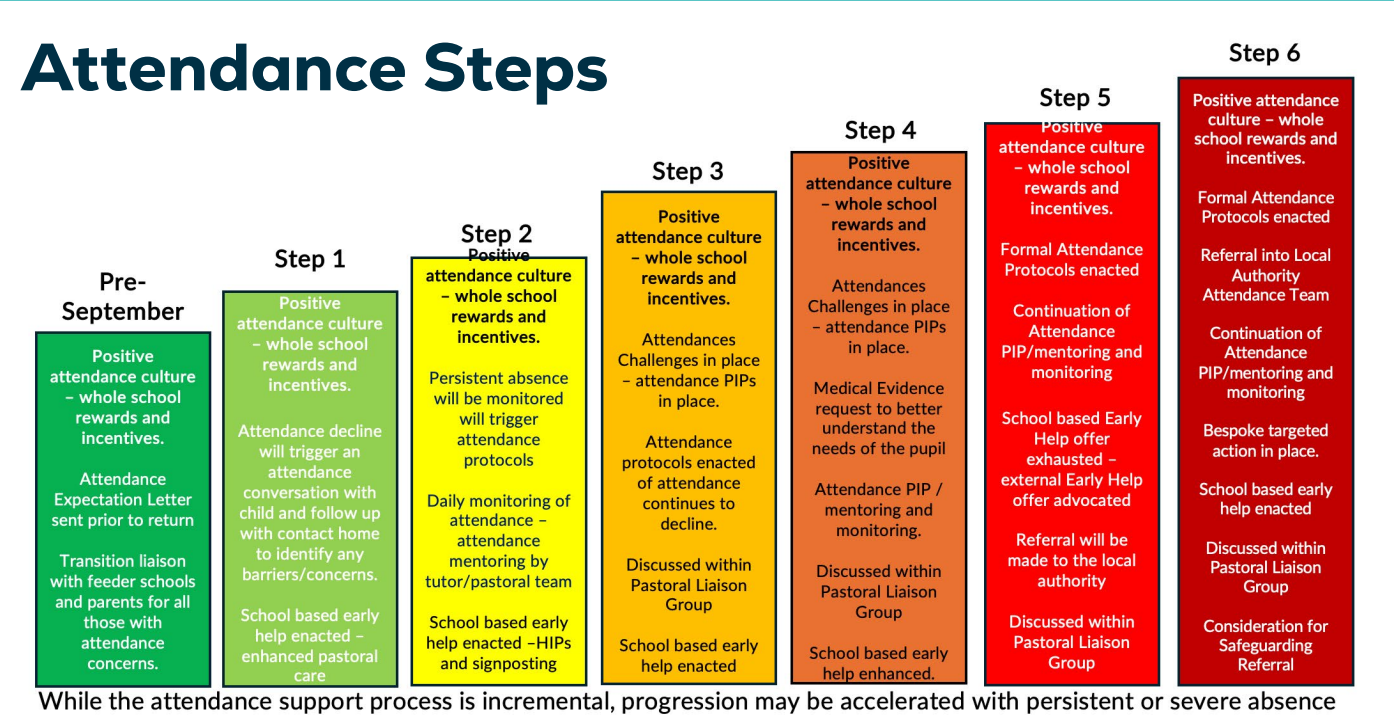 Attendance Steps
Pre-
September
Positive
attendance culture
– whole school
rewards and
incentives.
Attendance
Expectation Letter
sent prior to return
Transition liaison
with feeder schools
and parents for all
those with
attendance
concerns.
Step 1
Positive
attendance culture
– whole school
rewards and
incentives.
Attendance decline
will trigger an
attendance
conversation with
child and follow up
with contact home
to identify any
barriers/concerns.
School based early
help enacted –
enhanced pastoral
care
Step 2
Positive
attendance culture
– whole school
rewards and
incentives.
Persistent absence
will be monitored
will trigger
attendance
protocols
Daily monitoring of
attendance –
attendance
mentoring by
tutor/pastoral team
School based early
help enacted –HIPs
and signposting
Step 3
Positive
attendance culture
– whole school
rewards and
incentives.
Attendances
Challenges in place
– attendance PIPs
in place.
Attendance
protocols enacted
of attendance
continues to
decline.
Discussed within
Pastoral Liaison
Group
School based early
help enacted
Step 4
Positive
attendance culture
– whole school
rewards and
incentives.
Attendances
Challenges in place
– attendance PIPs
in place.
Medical Evidence
request to better
understand the
needs of the pupil
Attendance PIP /
mentoring and
monitoring.
Discussed within
Pastoral Liaison
Group
School based early
help enhanced.
Step 5
Positive
attendance culture
– whole school
rewards and
incentives.
Formal Attendance
Protocols enacted
Continuation of
Attendance
PIP/mentoring and
monitoring
School based Early
Help offer
exhausted –
external Early Help
offer advocated
Referral will be
made to the local
authority
Discussed within
Pastoral Liaison
Group
Step 6
Positive attendance
culture – whole
school rewards and
incentives.
Formal Attendance
Protocols enacted
Referral into Local
Authority
Attendance Team
Continuation of
Attendance
PIP/mentoring and
monitoring
Bespoke targeted
action in place.
School based early
help enacted
Discussed within
Pastoral Liaison
Group
Consideration for
Safeguarding
Referral
While the attendance support process is incremental, progression may be accelerated with persistent or severe absence